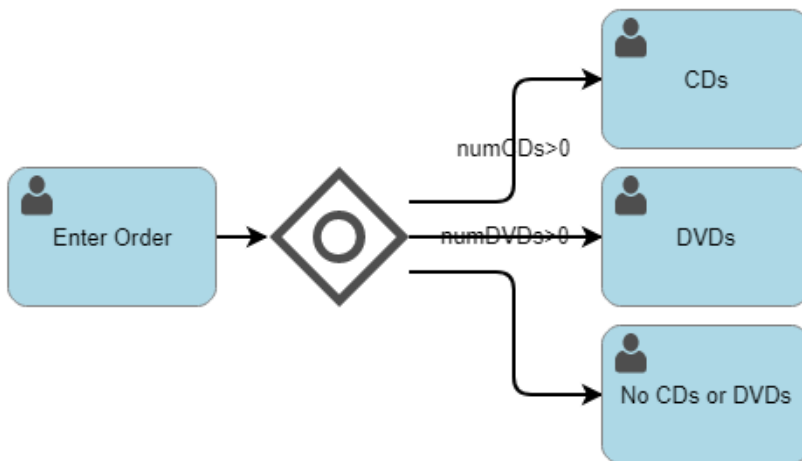 CDs
numCDs>0
Enter Order
numDVDs>0
DVDs
No CDs or DVDs